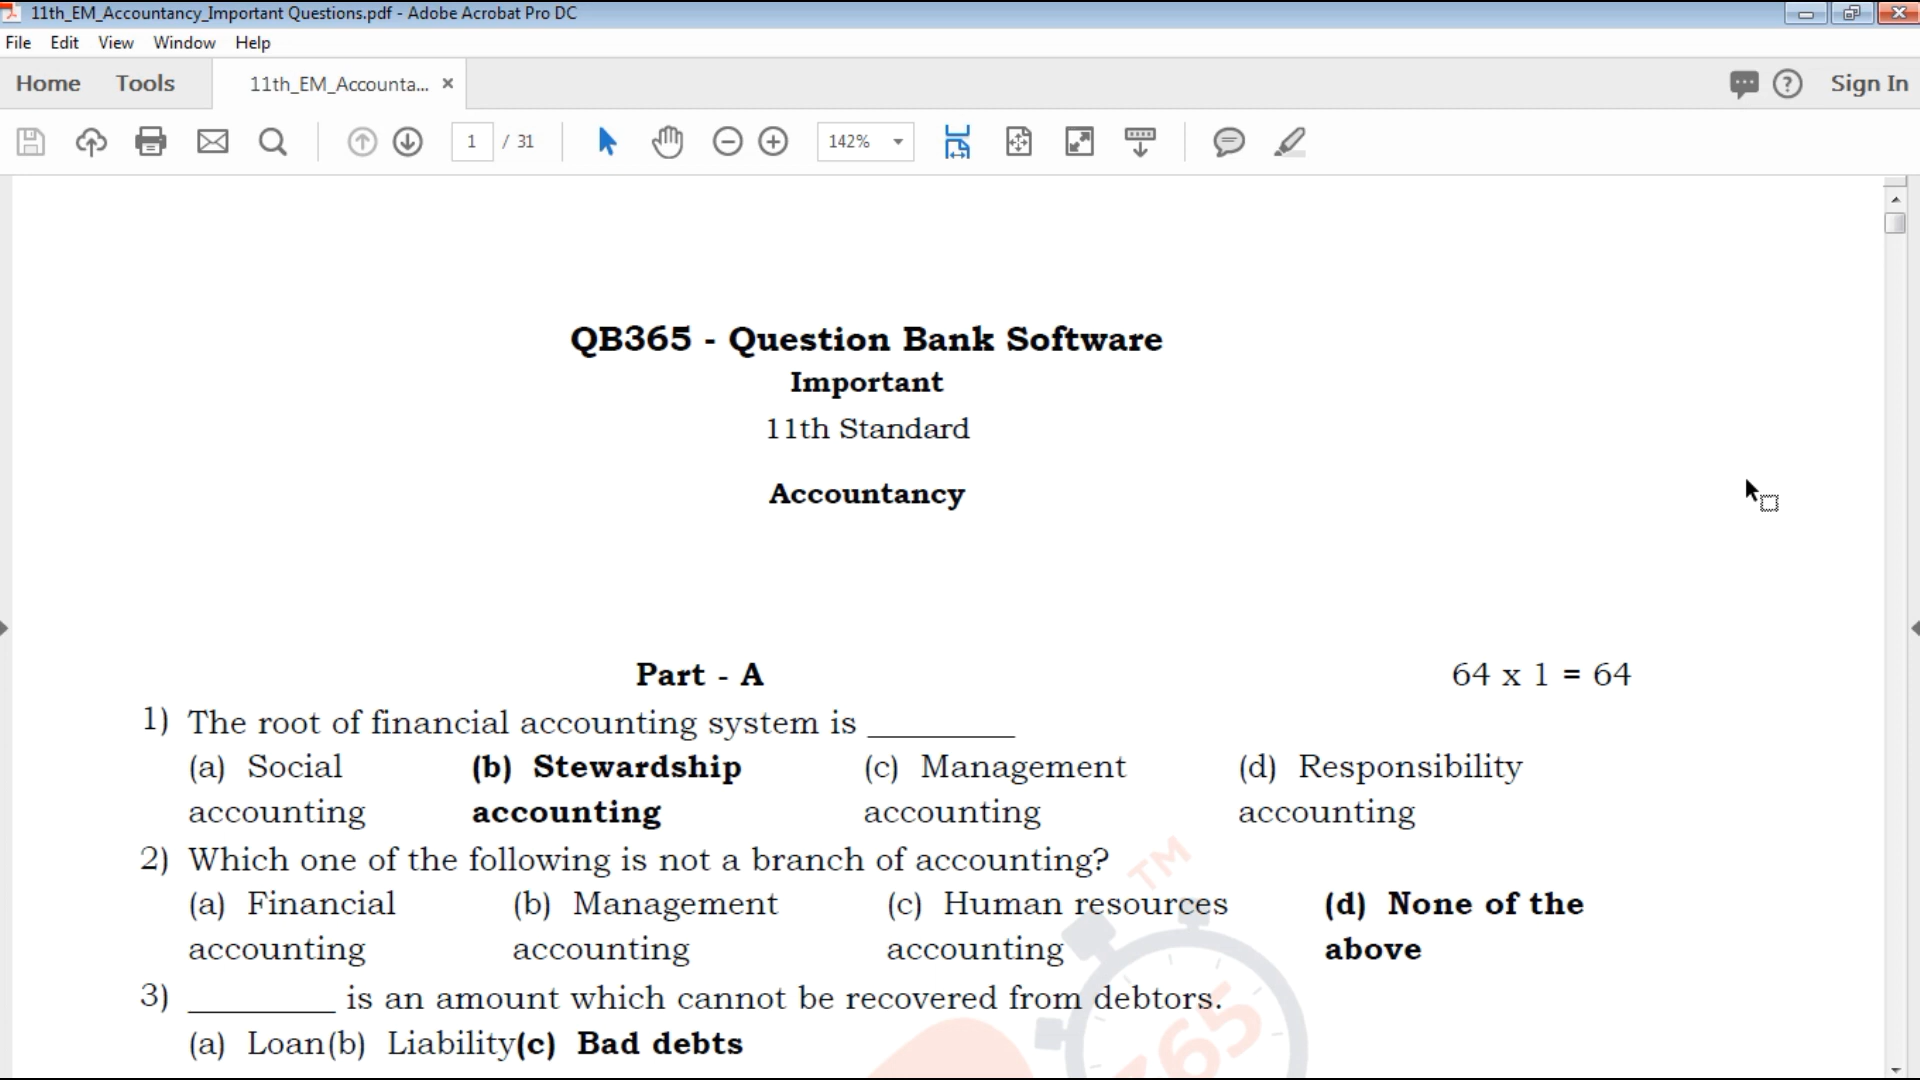 11th_EM_Accountancy_Important Questions.pdf - Adobe Acrobat Pro DC
File Edit View Window Help
Home Tools 11th_EM_Accounta... × Sign In
1 / 31 142%
QB365 - Question Bank Software
Important
11th Standard
Accountancy
Part - A 64 x 1 = 64
1) The root of financial accounting system is _________
(a) Social (b) Stewardship (c) Management (d) Responsibility
accounting accounting accounting accounting
2) Which one of the following is not a branch of accounting?
(a) Financial (b) Management (c) Human resources (d) None of the
accounting accounting accounting above
3) _________ is an amount which cannot be recovered from debtors.
(a) Loan(b) Liability(c) Bad debts
TM
365